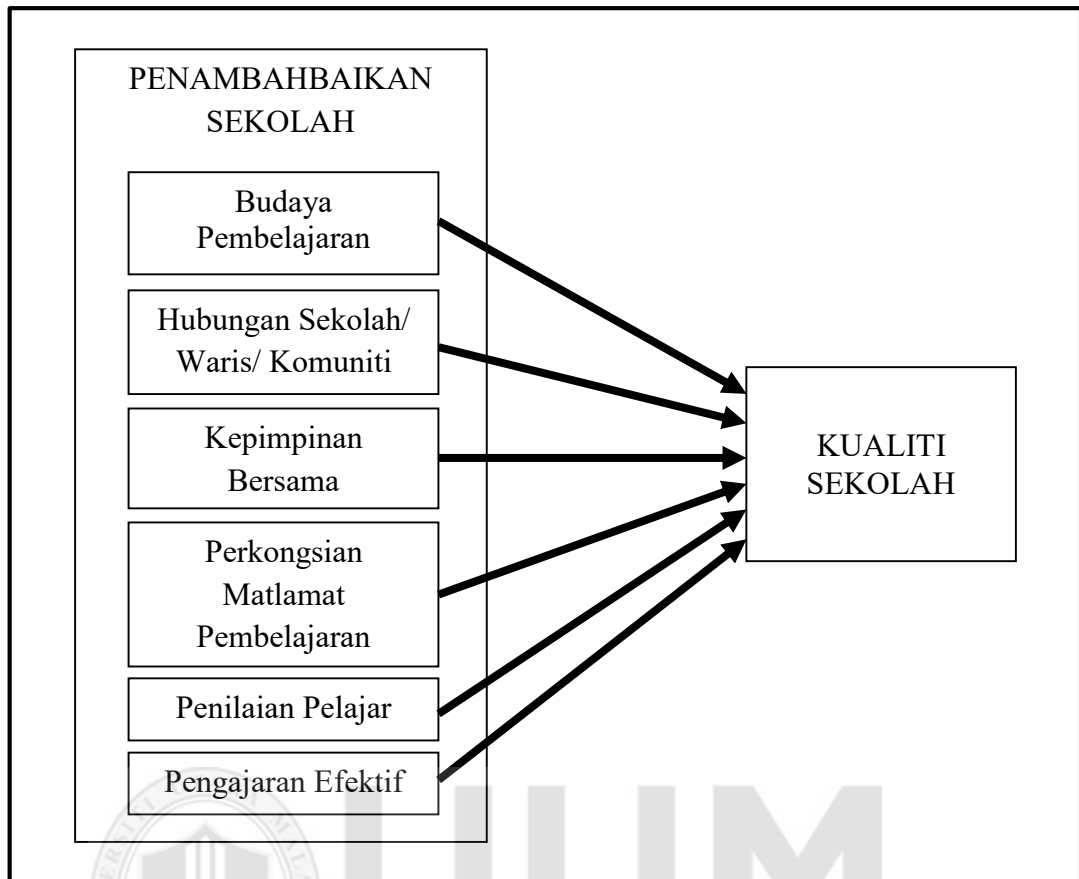 PENAMBAHBAIKAN
SEKOLAH
Budaya
Pembelajaran
Hubungan Sekolah/
Waris/ Komuniti
Kepimpinan
Bersama
Perkongsian
Matlamat
Pembelajaran
Penilaian Pelajar
Pengajaran Efektif
KUALITI
SEKOLAH
UUM